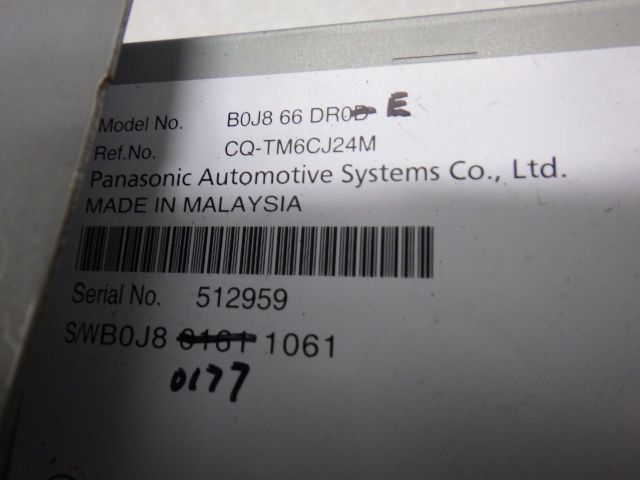 Model No. B0J8 66 DR0D E
Ref.No. CQ-TM6CJ24M
Panasonic Automotive Systems Co., Ltd.
MADE IN MALAYSIA
Serial No. 512959
S/WB0J8 0161 1061
0177